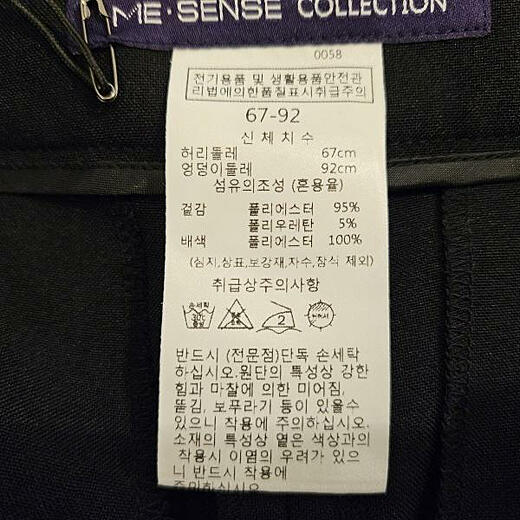 ME·SENSE COLLECTION
0058
전기용품 및 생활용품안전관
리법에의한품질표시취급주의
67-92
신 체 치 수
허리둘레 67cm
엉덩이둘레 92cm
섬유의조성 (혼용율)
겉감 폴리에스터 95%
폴리우레탄 5%
배색 폴리에스터 100%
(심지,상표,보강재,자수,장식 제외)
취급상주의사항
손세탁
30℃
2
반드시 (전문점)단독 손세탁
하십시오.원단의 특성상 강한
힘과 마찰에 의한 미어짐,
뜯김, 보푸라기 등이 있을수
있으니 착용에 주의하십시오.
소재의 특성상 옅은 색상과의
착용시 이염의 우려가 있으
니 반드시 착용에
주의하십시오